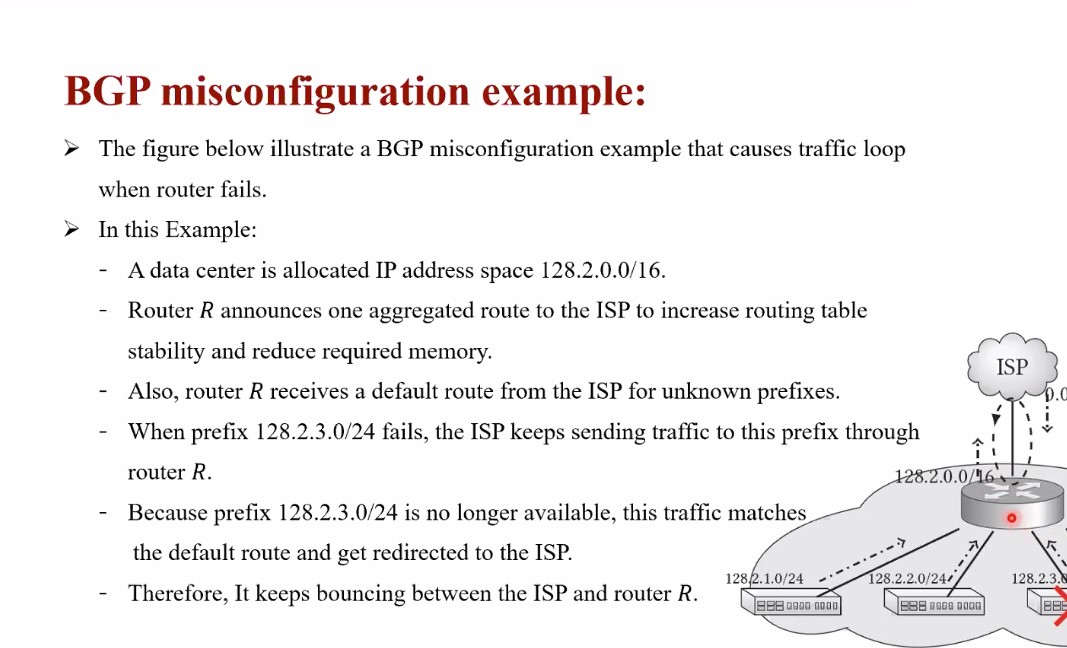 BGP misconfiguration example:
➢ The figure below illustrate a BGP misconfiguration example that causes traffic loop
when router fails.
➢ In this Example:
- A data center is allocated IP address space 128.2.0.0/16.
- Router R announces one aggregated route to the ISP to increase routing table
stability and reduce required memory.
- Also, router R receives a default route from the ISP for unknown prefixes.
- When prefix 128.2.3.0/24 fails, the ISP keeps sending traffic to this prefix through
router R.
- Because prefix 128.2.3.0/24 is no longer available, this traffic matches
the default route and get redirected to the ISP.
- Therefore, It keeps bouncing between the ISP and router R.
ISP
0.0
128.2.0.0/16
128.2.1.0/24
128.2.2.0/24
128.2.3.0